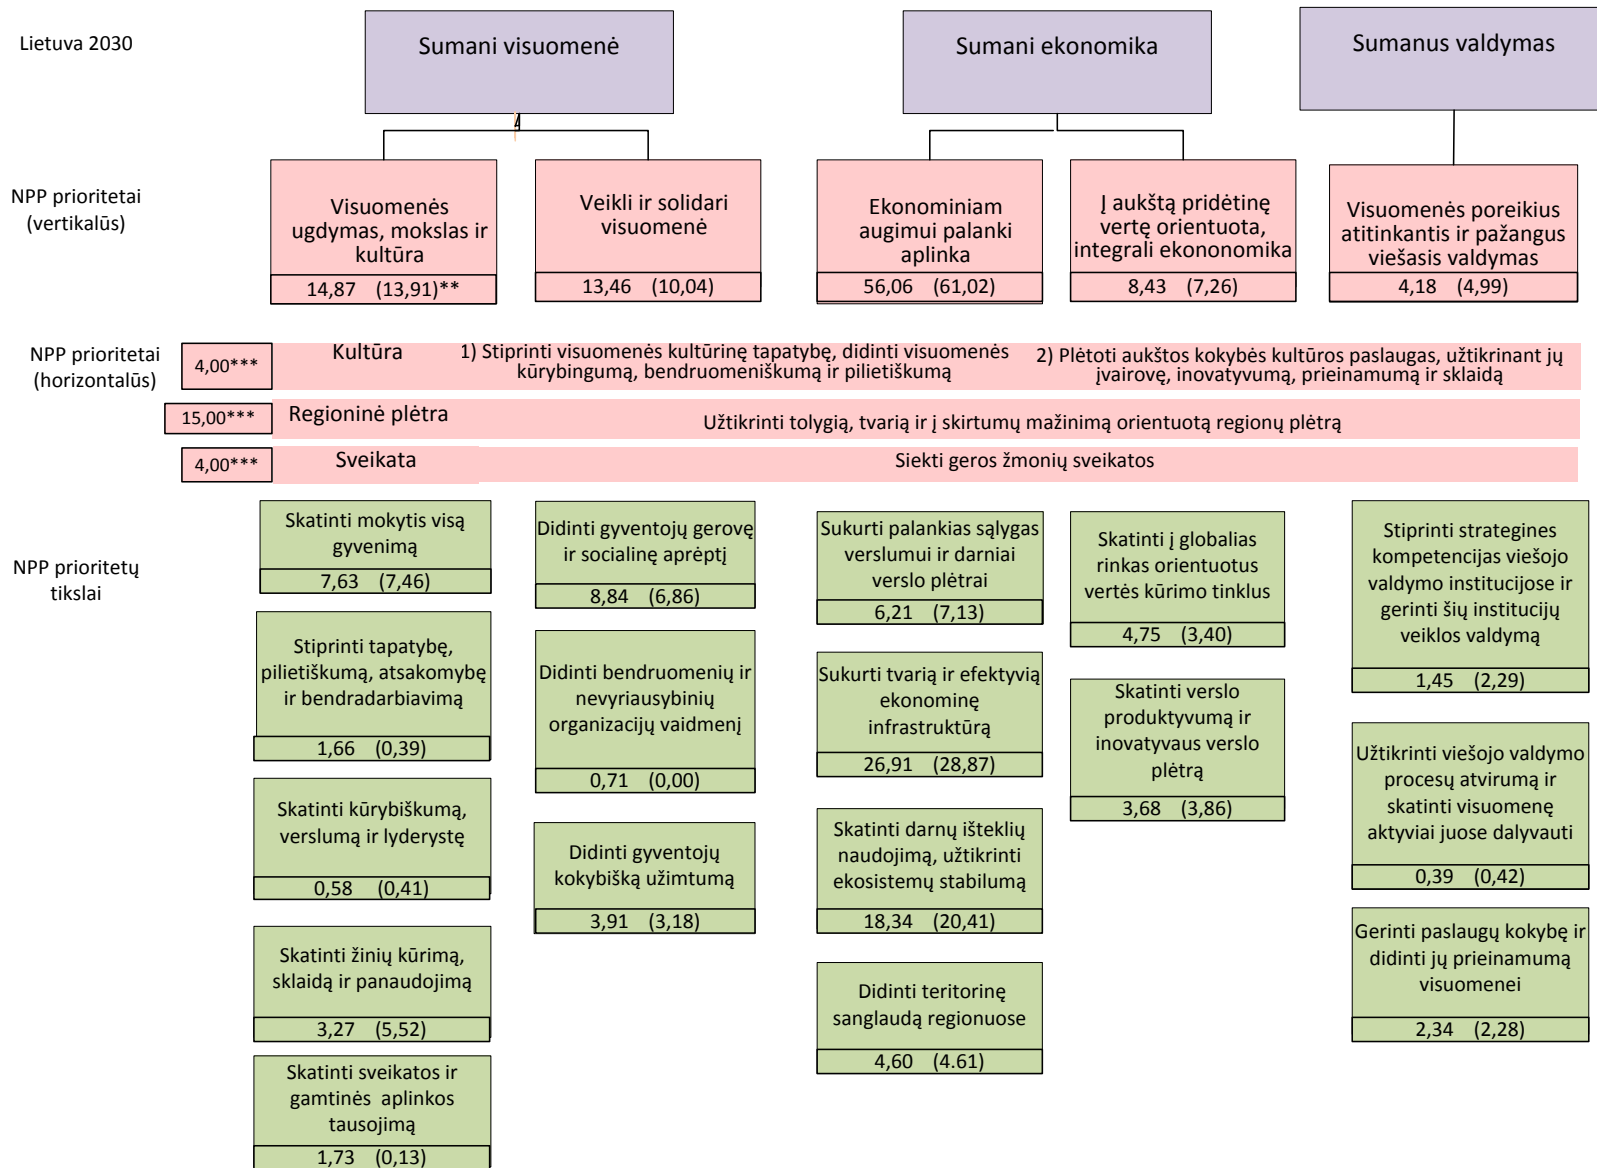 Lietuva 2030
Sumani visuomenė
Sumani ekonomika
Sumanus valdymas
NPP prioritetai
(vertikalūs)
Visuomenės
ugdymas, mokslas ir
kultūra
14,87 (13,91)**
Veikli ir solidari
visuomenė
13,46 (10,04)
Ekonominiam
augimui palanki
aplinka
56,06 (61,02)
Į aukštą pridėtinę
vertę orientuota,
integrali ekononomika
8,43 (7,26)
Visuomenės poreikius
atitinkantis ir pažangus
viešasis valdymas
4,18 (4,99)
NPP prioritetai
(horizontalūs)
4,00***
Kultūra
1) Stiprinti visuomenės kultūrinę tapatybę, didinti visuomenės
kūrybingumą, bendruomeniškumą ir pilietiškumą
2) Plėtoti aukštos kokybės kultūros paslaugas, užtikrinant jų
įvairovę, inovatyvumą, prieinamumą ir sklaidą
15,00***
Regioninė plėtra
Užtikrinti tolygią, tvarią ir į skirtumų mažinimą orientuotą regionų plėtrą
4,00***
Sveikata
Siekti geros žmonių sveikatos
NPP prioritetų
tikslai
Skatinti mokytis visą
gyvenimą
7,63 (7,46)
Stiprinti tapatybę,
pilietiškumą, atsakomybę
ir bendradarbiavimą
1,66 (0,39)
Skatinti kūrybiškumą,
verslumą ir lyderystę
0,58 (0,41)
Skatinti žinių kūrimą,
sklaidą ir panaudojimą
3,27 (5,52)
Skatinti sveikatos ir
gamtinės aplinkos
tausojimą
1,73 (0,13)
Didinti gyventojų gerovę
ir socialinę aprėptį
8,84 (6,86)
Didinti bendruomenių ir
nevyriausybinių
organizacijų vaidmenį
0,71 (0,00)
Didinti gyventojų
kokybišką užimtumą
3,91 (3,18)
Sukurti palankias sąlygas
verslumui ir darniai
verslo plėtrai
6,21 (7,13)
Sukurti tvarią ir efektyvią
ekonominę
infrastruktūrą
26,91 (28,87)
Skatinti darnų išteklių
naudojimą, užtikrinti
ekosistemų stabilumą
18,34 (20,41)
Didinti teritorinę
sanglaudą regionuose
4,60 (4.61)
Skatinti į globalias
rinkas orientuotus
vertės kūrimo tinklus
4,75 (3,40)
Skatinti verslo
produktyvumą ir
inovatyvaus verslo
plėtrą
3,68 (3,86)
Stiprinti strategines
kompetencijas viešojo
valdymo institucijose ir
gerinti šių institucijų
veiklos valdymą
1,45 (2,29)
Užtikrinti viešojo valdymo
procesų atvirumą ir
skatinti visuomenę
aktyviai juose dalyvauti
0,39 (0,42)
Gerinti paslaugų kokybę ir
didinti jų prieinamumą
visuomenei
2,34 (2,28)